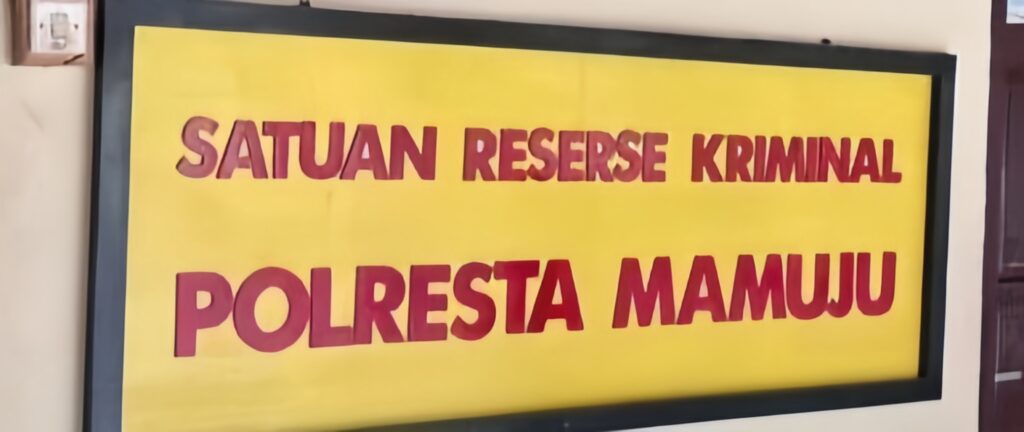 SATUAN RESERSE KRIMINAL
POLRESTA MAMUJU